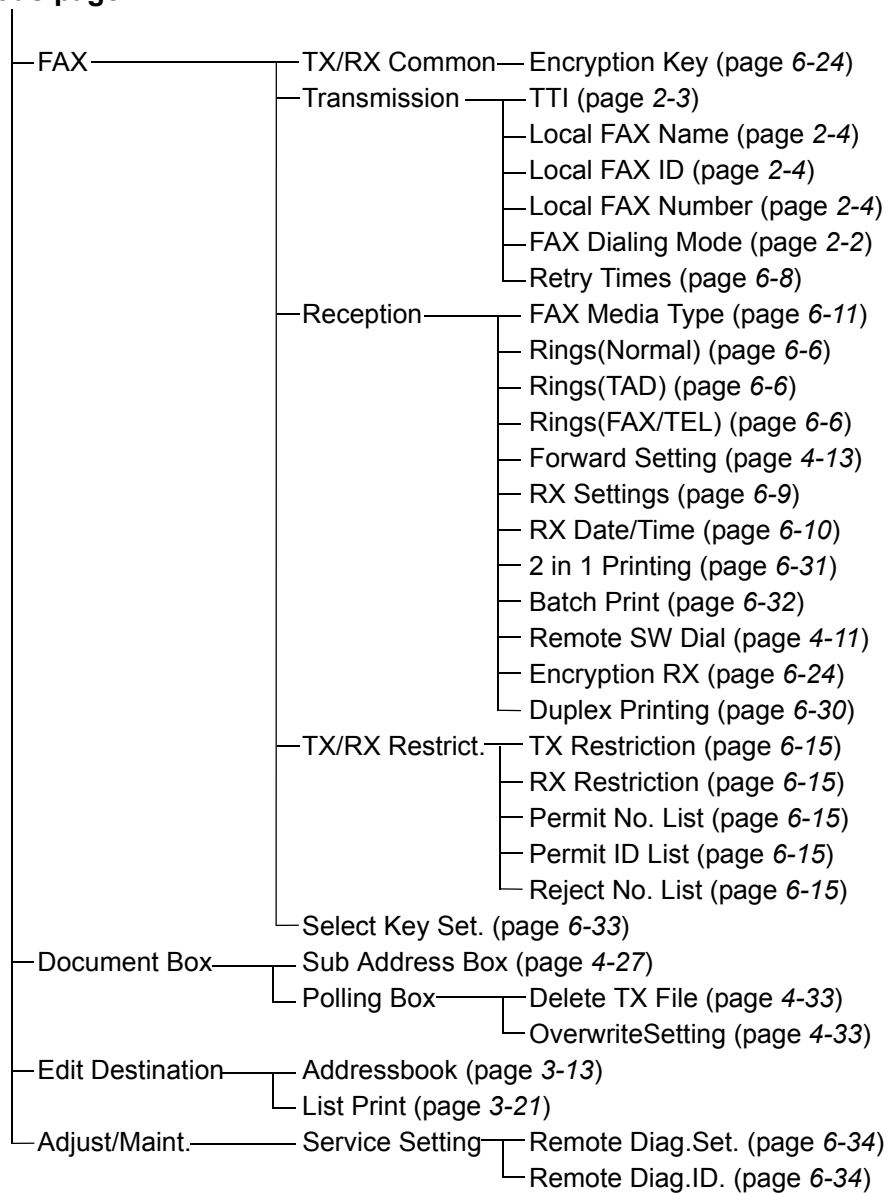 FAX TX/RX Common Encryption Key (page 6-24)
Transmission TTI (page 2-3)
Local FAX Name (page 2-4)
Local FAX ID (page 2-4)
Local FAX Number (page 2-4)
FAX Dialing Mode (page 2-2)
Retry Times (page 6-8)
Reception FAX Media Type (page 6-11)
Rings(Normal) (page 6-6)
Rings(TAD) (page 6-6)
Rings(FAX/TEL) (page 6-6)
Forward Setting (page 4-13)
RX Settings (page 6-9)
RX Date/Time (page 6-10)
2 in 1 Printing (page 6-31)
Batch Print (page 6-32)
Remote SW Dial (page 4-11)
Encryption RX (page 6-24)
Duplex Printing (page 6-30)
TX/RX Restrict. TX Restriction (page 6-15)
RX Restriction (page 6-15)
Permit No. List (page 6-15)
Permit ID List (page 6-15)
Reject No. List (page 6-15)
Select Key Set. (page 6-33)
Document Box Sub Address Box (page 4-27)
Polling Box Delete TX File (page 4-33)
OverwriteSetting (page 4-33)
Edit Destination Addressbook (page 3-13)
List Print (page 3-21)
Adjust/Maint. Service Setting Remote Diag.Set. (page 6-34)
Remote Diag.ID. (page 6-34)